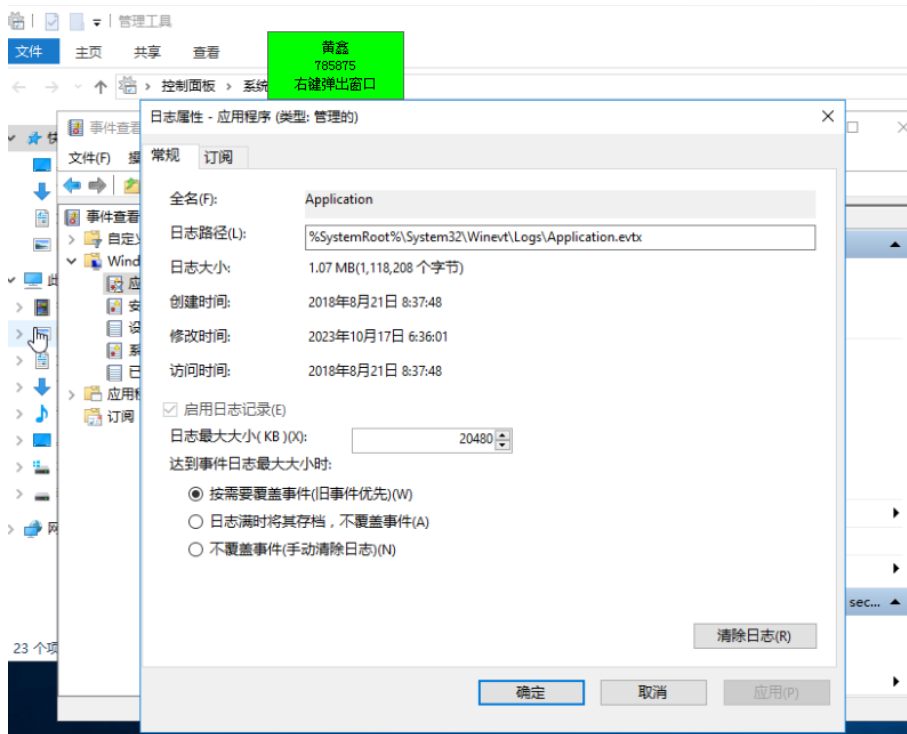 管理工具
文件 主页 共享 查看
黄鑫
785875
右键弹出窗口
控制面板 › 系统
事件查看
日志属性 - 应用程序 (类型: 管理的)
文件(F)
常规 订阅
全名(F): Application
日志路径(L): %SystemRoot%\System32\Winevt\Logs\Application.evtx
日志大小: 1.07 MB(1,118,208 个字节)
创建时间: 2018年8月21日 8:37:48
修改时间: 2023年10月17日 6:36:01
访问时间: 2018年8月21日 8:37:48
启用日志记录(E)
日志最大大小( KB )(X): 20480
达到事件日志最大大小时:
按需要覆盖事件(旧事件优先)(W)
日志满时将其存档，不覆盖事件(A)
不覆盖事件(手动清除日志)(N)
清除日志(R)
确定 取消 应用(P)
事件查看
自定
Wind
应
安
设
系
已
应用
订阅
sec...
23 个项